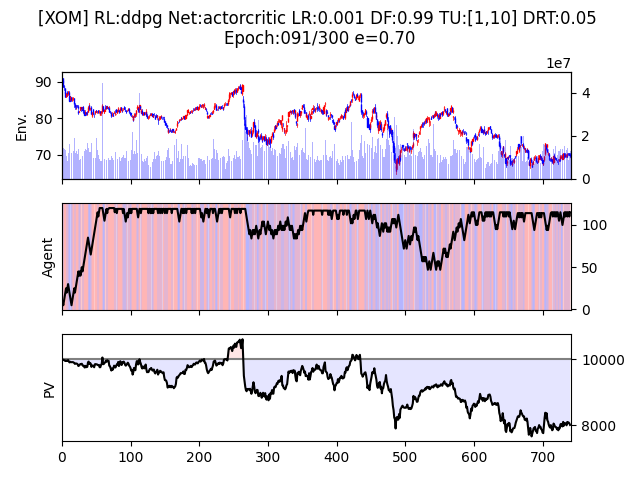 [XOM] RL:ddpg Net:actorcritic LR:0.001 DF:0.99 TU:[1,10] DRT:0.05
Epoch:091/300 e=0.70
1e7
90
80
70
Env.
4
2
0
Agent
100
50
0
PV
10000
8000
0 100 200 300 400 500 600 700